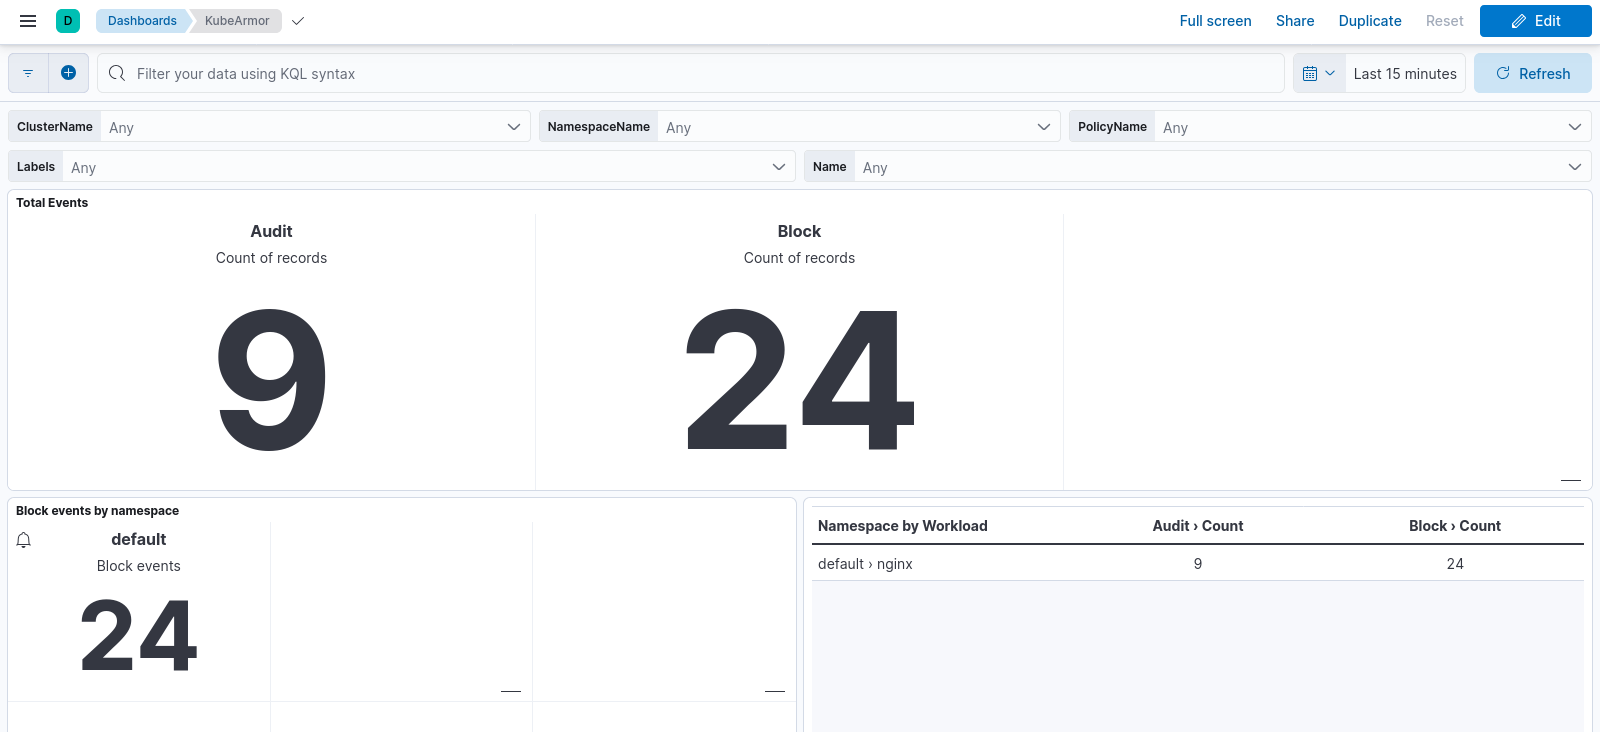 D Dashboards KubeArmor Full screen Share Duplicate Reset Edit
Filter your data using KQL syntax Last 15 minutes Refresh
ClusterName Any NamespaceName Any PolicyName Any
Labels Any Name Any
Total Events
Audit Block
Count of records Count of records
9 24
Block events by namespace
default
Block events
24
Namespace by Workload Audit › Count Block › Count
default › nginx 9 24